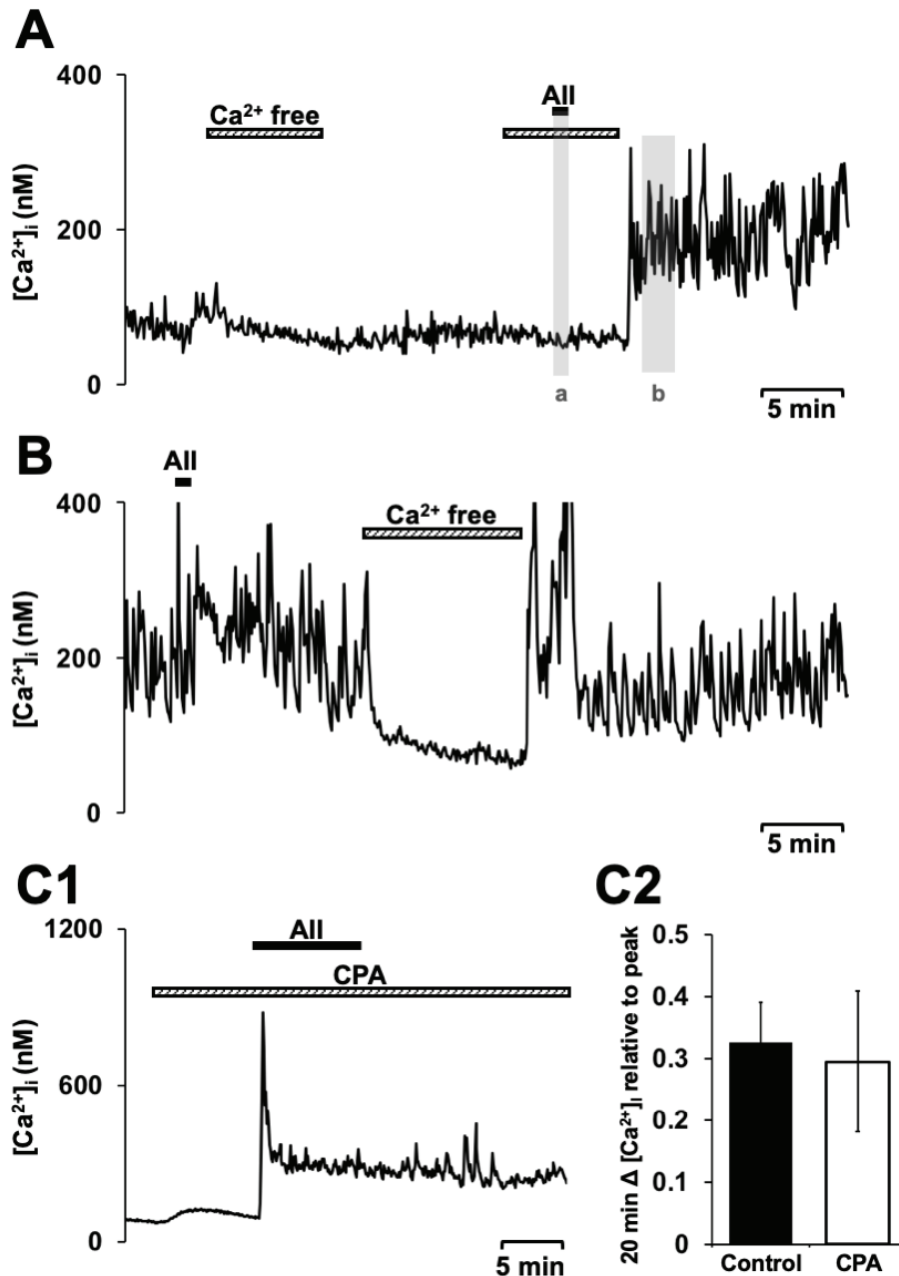 A
400
200
0
[Ca²⁺]ᵢ (nM)
Ca²⁺ free
AII
a
b
5 min
B
AII
400
200
0
[Ca²⁺]ᵢ (nM)
Ca²⁺ free
5 min
C1
1200
600
0
[Ca²⁺]ᵢ (nM)
AII
CPA
5 min
C2
20 min Δ [Ca²⁺]ᵢ relative to peak
0.5
0.4
0.3
0.2
0.1
0
Control
CPA